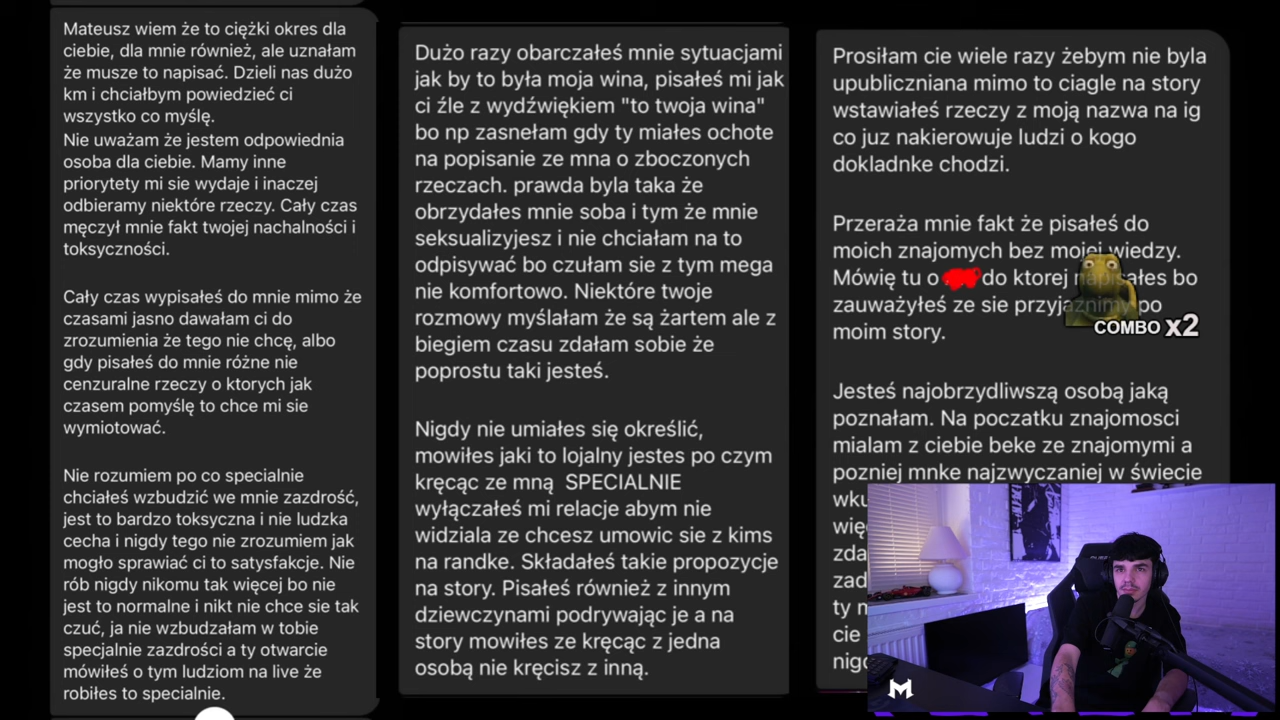 Mateusz wiem że to ciężki okres dla
ciebie, dla mnie również, ale uznałam
że musze to napisać. Dzieli nas dużo
km i chciałbym powiedzieć ci
wszystko co myślę.
Nie uważam że jestem odpowiednia
osoba dla ciebie. Mamy inne
priorytety mi sie wydaje i inaczej
odbieramy niektóre rzeczy. Cały czas
męczył mnie fakt twojej nachalności i
toksyczności.
Cały czas wypisałeś do mnie mimo że
czasami jasno dawałam ci do
zrozumienia że tego nie chcę, albo
gdy pisałeś do mnie różne nie
cenzuralne rzeczy o ktorych jak
czasem pomyślę to chce mi sie
wymiotować.
Nie rozumiem po co specialnie
chciałeś wzbudzić we mnie zazdrość,
jest to bardzo toksyczna i nie ludzka
cecha i nigdy tego nie zrozumiem jak
mogło sprawiać ci to satysfakcje. Nie
rób nigdy nikomu tak więcej bo nie
jest to normalne i nikt nie chce sie tak
czuć, ja nie wzbudzałam w tobie
specjalnie zazdrości a ty otwarcie
mówiłeś o tym ludziom na live że
robiłes to specialnie.
Dużo razy obarczałeś mnie sytuacjami
jak by to była moja wina, pisałeś mi jak
ci źle z wydźwiękiem "to twoja wina"
bo np zasnełam gdy ty miałes ochote
na popisanie ze mna o zboczonych
rzeczach. prawda byla taka że
obrzydałes mnie soba i tym że mnie
seksualizyjesz i nie chciałam na to
odpisywać bo czułam sie z tym mega
nie komfortowo. Niektóre twoje
rozmowy myślałam że są żartem ale z
biegiem czasu zdałam sobie że
poprostu taki jesteś.
Nigdy nie umiałes się określić,
mowiłes jaki to lojalny jestes po czym
kręcąc ze mną SPECIALNIE
wyłączałeś mi relacje abym nie
widziala ze chcesz umowic sie z kims
na randke. Składałeś takie propozycje
na story. Pisałeś również z innym
dziewczynami podrywając je a na
story mowiłes ze kręcąc z jedna
osobą nie kręcisz z inną.
Prosiłam cie wiele razy żebym nie byla
upubliczniana mimo to ciagle na story
wstawiałeś rzeczy z moją nazwa na ig
co juz nakierowuje ludzi o kogo
dokladnke chodzi.
Przeraża mnie fakt że pisałeś do
moich znajomych bez mojej wiedzy.
Mówię tu o do ktorej napisałes bo
zauważyłeś ze sie przyjaźnimy po
moim story.
COMBO x2
Jesteś najobrzydliwszą osobą jaką
poznałam. Na poczatku znajomosci
mialam z ciebie beke ze znajomymi a
pozniej mnke najzwyczaniej w świecie
ty
cie
M